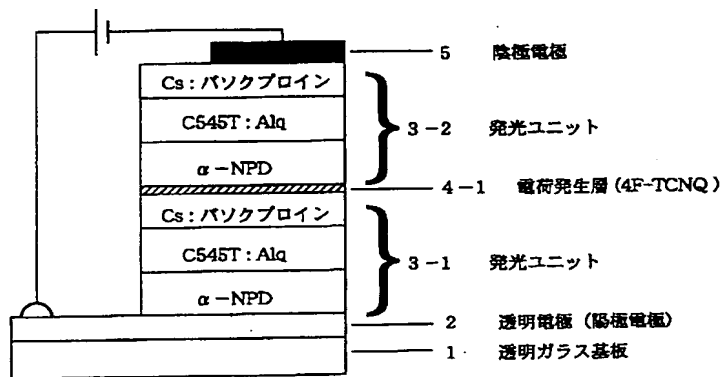 5 陰極電極
Cs：バソクプロイン
C545T：Alq
3－2 発光ユニット
α－NPD
4－1 電荷発生層(4F-TCNQ)
Cs：バソクプロイン
C545T：Alq
3－1 発光ユニット
α－NPD
2 透明電極（陽極電極）
1 透明ガラス基板